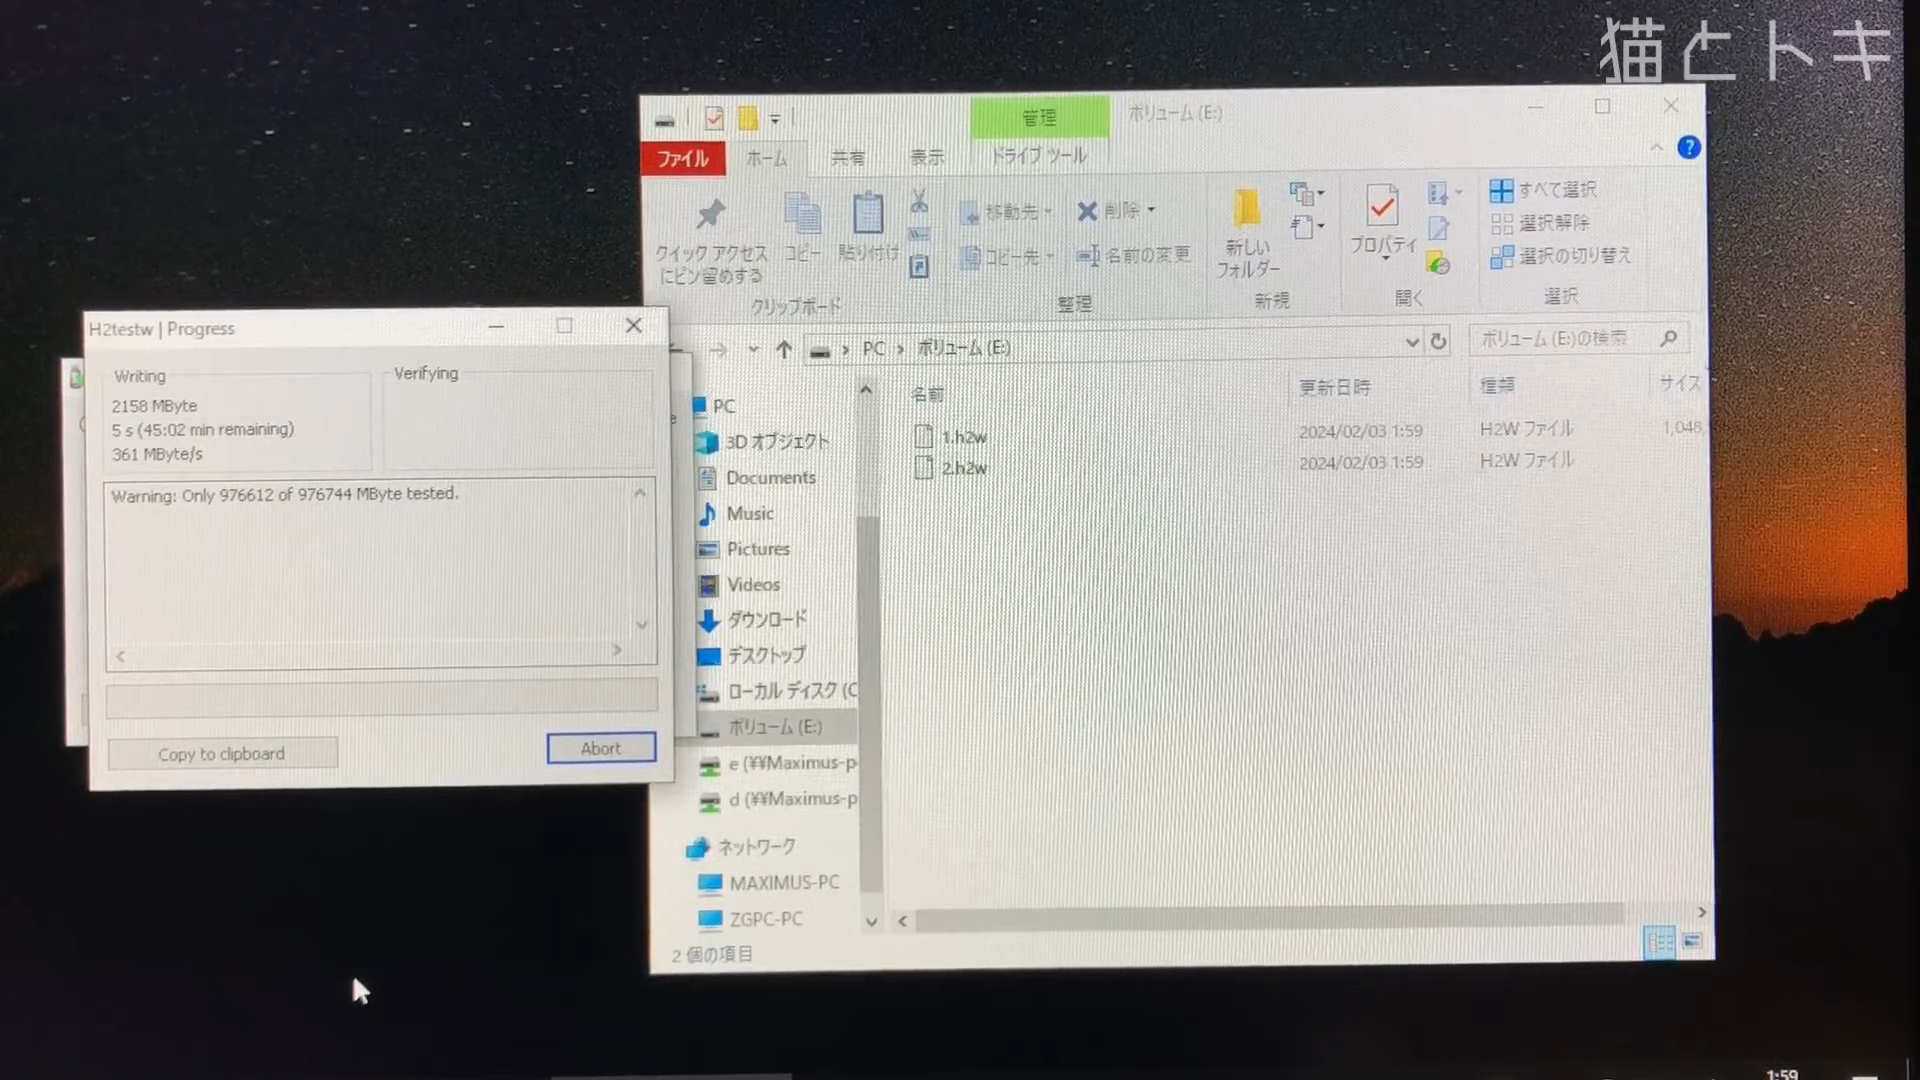 猫とトキ
管理
ボリューム (E:)
ファイル
ホーム
共有
表示
ドライブ ツール
クイック アクセス
にピン留めする
コピー
貼り付け
クリップボード
移動先
コピー先
削除
名前の変更
整理
新しい
フォルダー
新規
プロパティ
開く
すべて選択
選択解除
選択の切り替え
選択
PC
ボリューム (E:)
ボリューム (E:)の検索
名前
更新日時
種類
サイズ
1.h2w
2024/02/03 1:59
H2W ファイル
1,048,
2.h2w
2024/02/03 1:59
H2W ファイル
PC
3D オブジェクト
Documents
Music
Pictures
Videos
ダウンロード
デスクトップ
ローカル ディスク (C
ボリューム (E:)
e (¥¥Maximus-p
d (¥¥Maximus-p
ネットワーク
MAXIMUS-PC
ZGPC-PC
2 個の項目
H2testw | Progress
Writing
2158 MByte
5 s (45:02 min remaining)
361 MByte/s
Verifying
Warning: Only 976612 of 976744 MByte tested.
Copy to clipboard
Abort
1:59